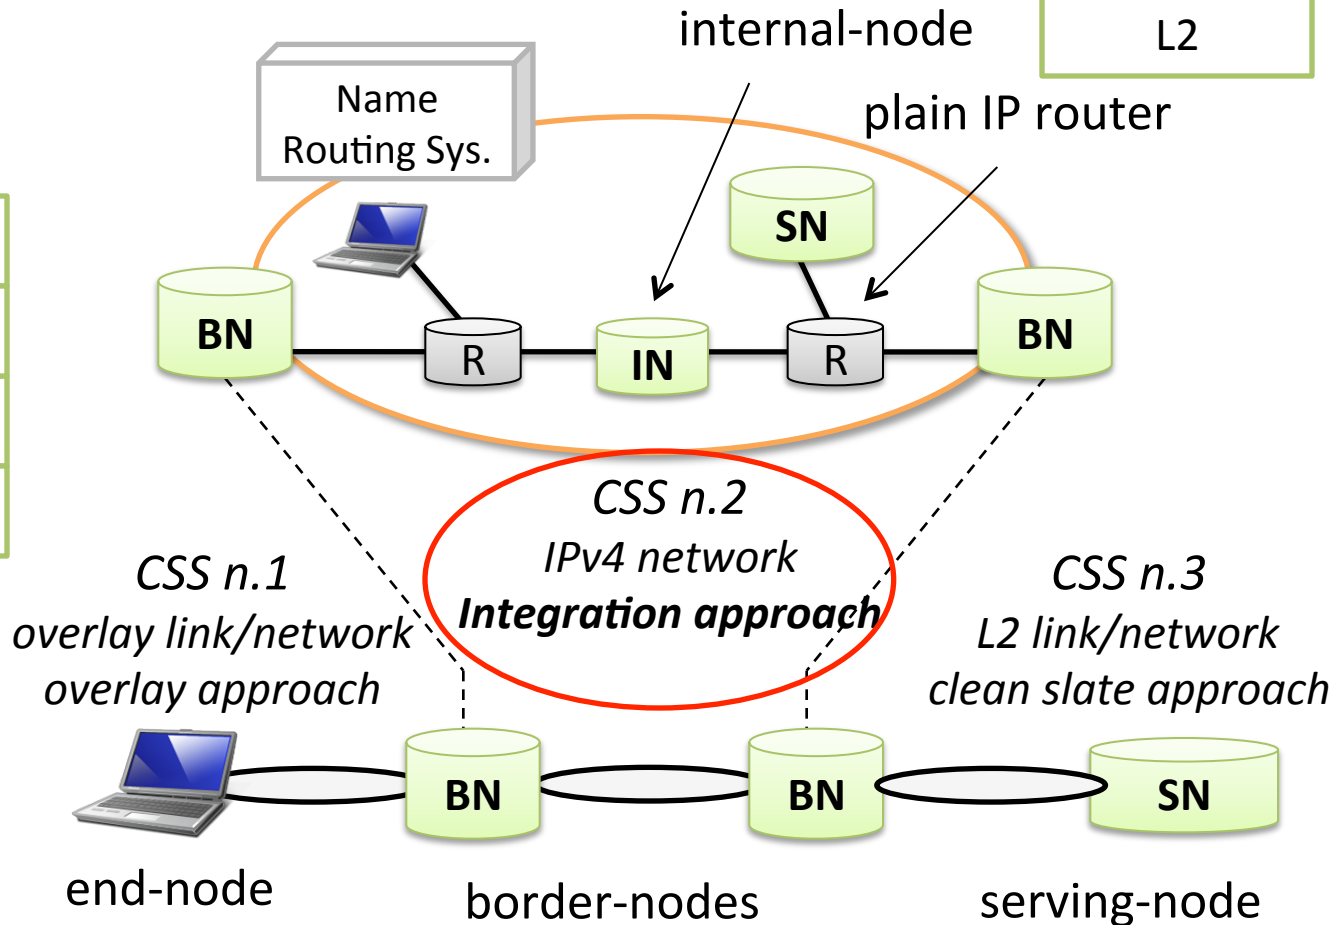 internal-node
L2
Name
Routing Sys.
plain IP router
SN
BN
R
IN
R
BN
CSS n.2
IPv4 network
Integration approach
CSS n.1
overlay link/network
overlay approach
CSS n.3
L2 link/network
clean slate approach
BN
BN
SN
end-node
border-nodes
serving-node